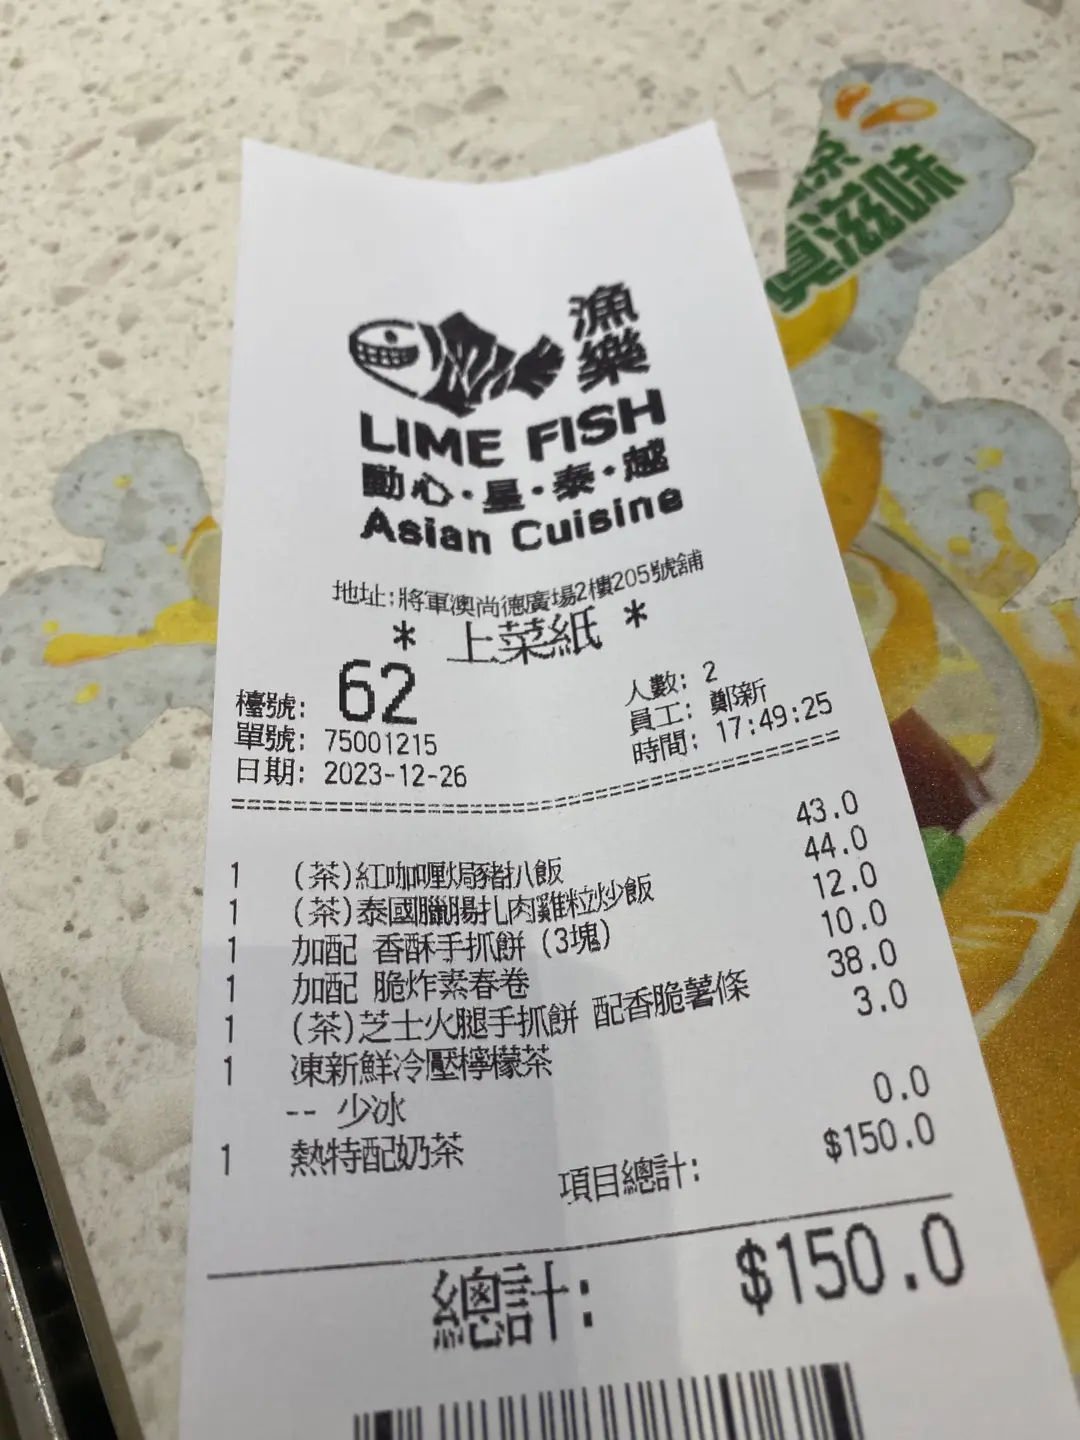 漁樂
LIME FISH
動心·星·泰·越
Asian Cuisine
地址:將軍澳尚德廣場2樓205號舖
* 上菜紙 *
檯號: 62 人數: 2
單號: 75001215 員工: 鄭新
日期: 2023-12-26 時間: 17:49:25
1 (茶)紅咖喱焗豬扒飯 43.0
1 (茶)泰國臘腸扎肉雞粒炒飯 44.0
1 加配 香酥手抓餅(3塊) 12.0
1 加配 脆炸素春卷 10.0
1 (茶)芝士火腿手抓餅 配香脆薯條 38.0
1 凍新鮮冷壓檸檬茶 3.0
-- 少冰
1 熱特配奶茶 0.0
項目總計: $150.0
總計: $150.0
茶
真滋味